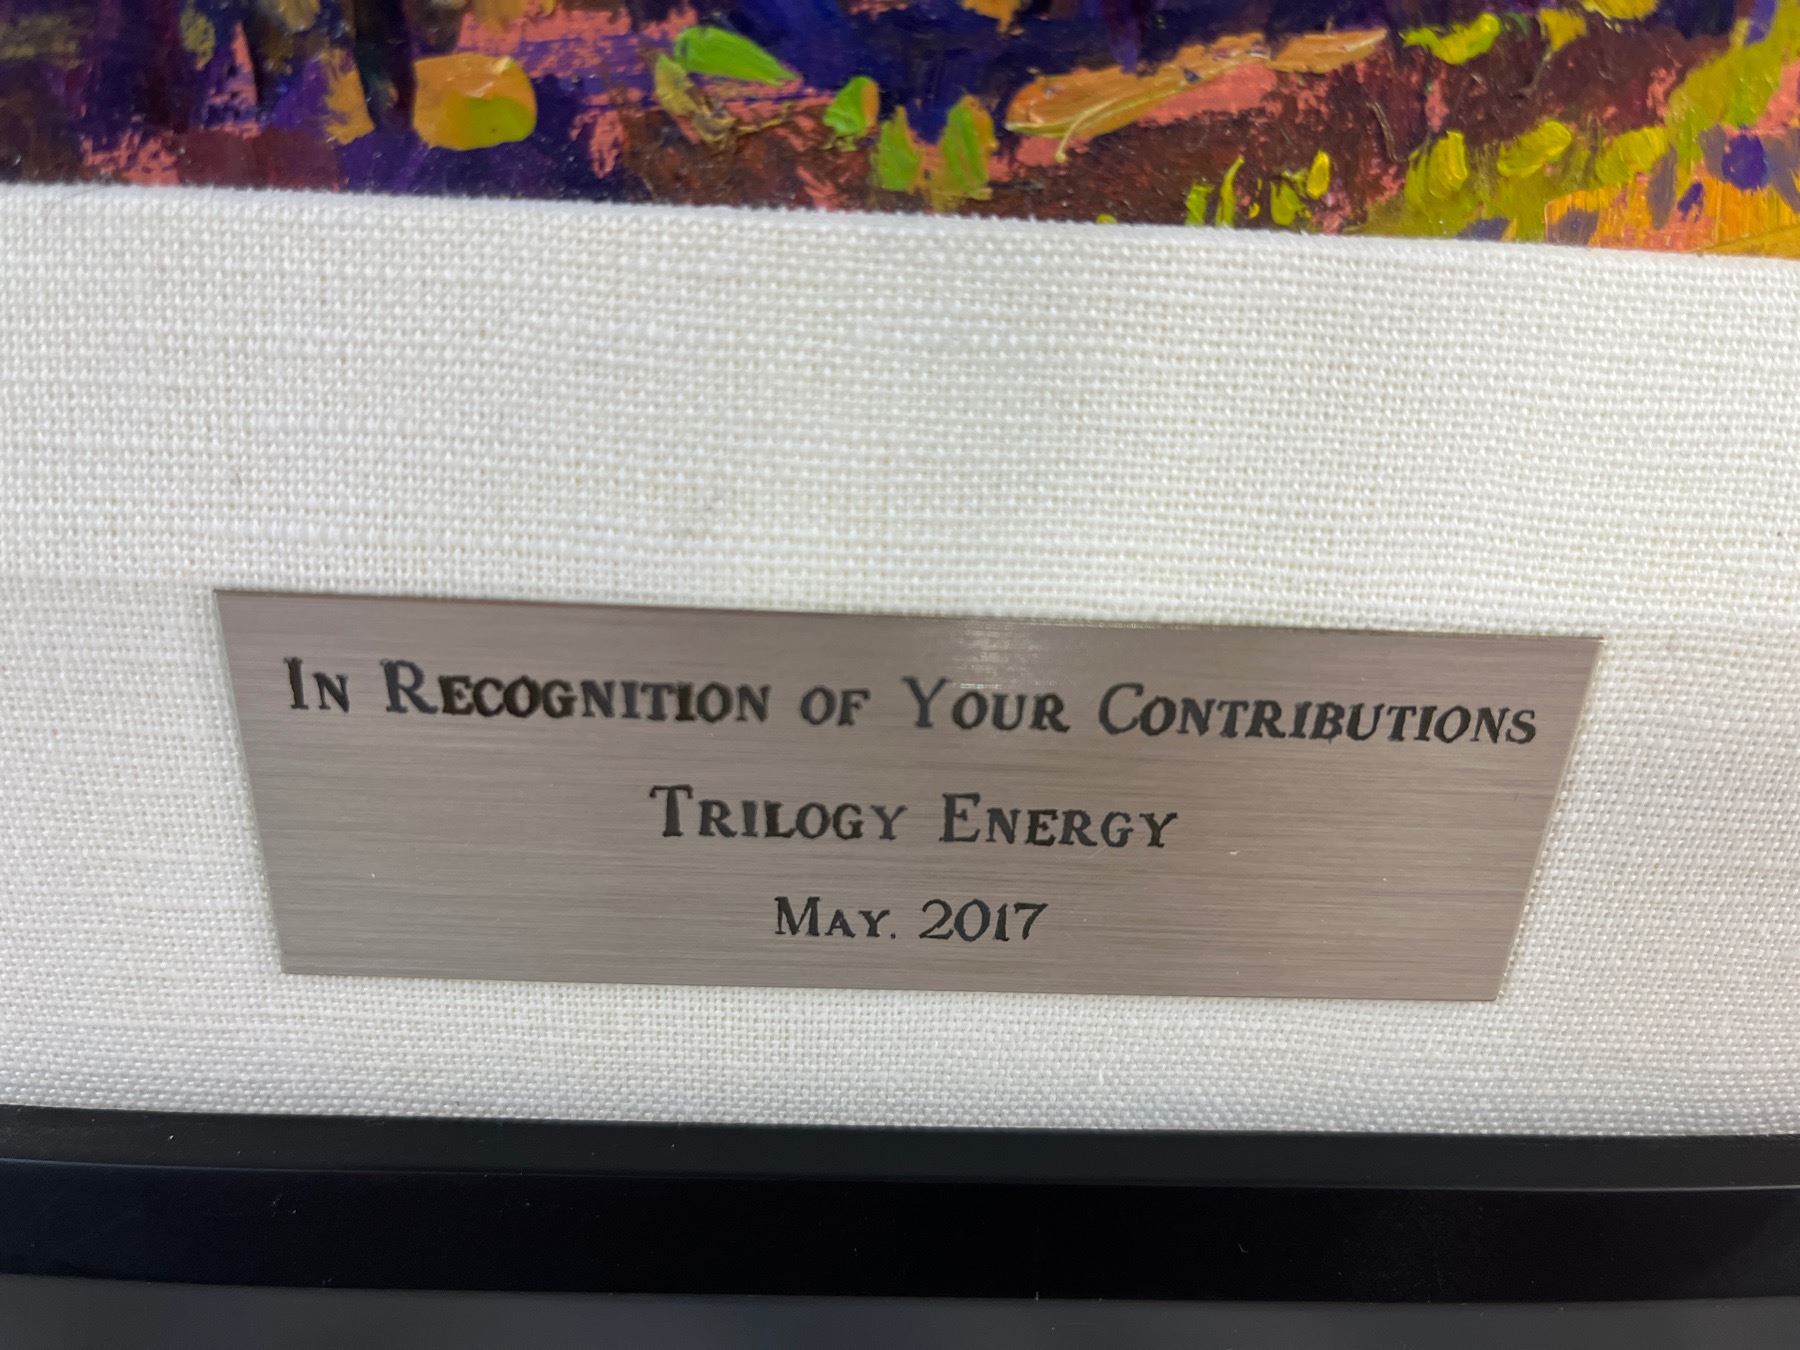 In Recognition of Your Contributions
Trilogy Energy
May. 2017